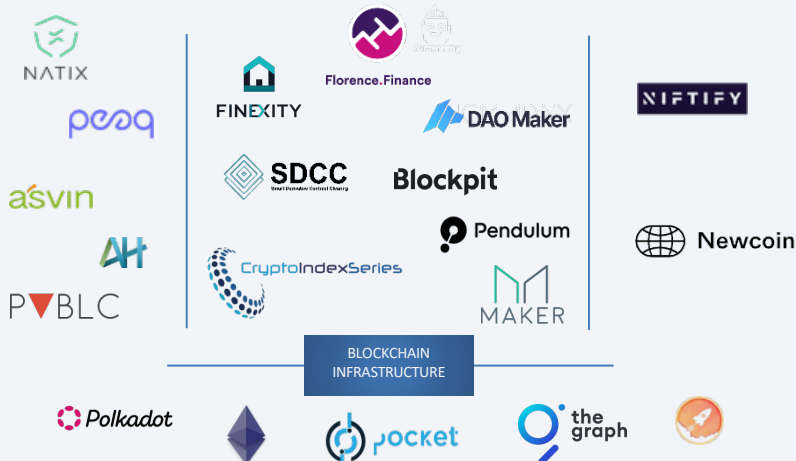 NATIX
peaq
asvin
AH
PVBLC
Florence.Finance
FINEXITY
DAO Maker
SDCC
Smart Derivative Contract Clearing
Blockpit
Pendulum
CryptoIndexSeries
MAKER
NIFTIFY
Newcoin
BLOCKCHAIN
INFRASTRUCTURE
Polkadot
pocket
the
graph